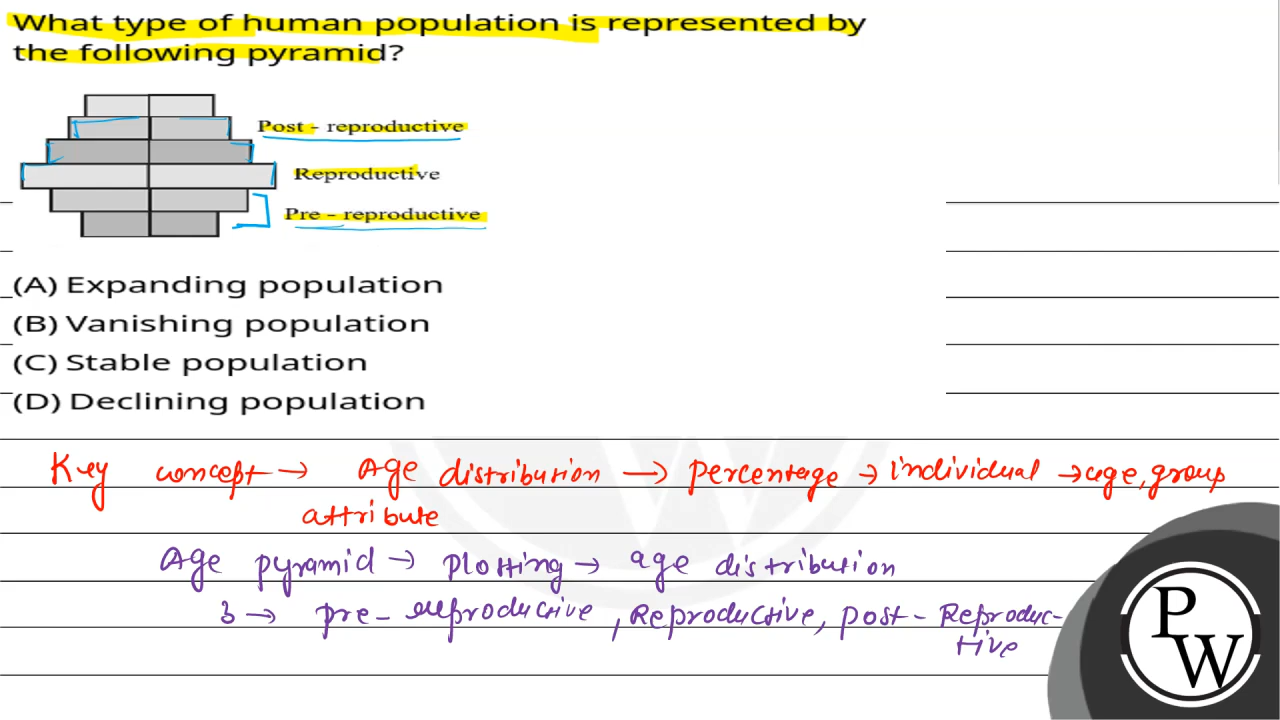 What type of human population is represented by
the following pyramid?
Post - reproductive
Reproductive
Pre - reproductive
(A) Expanding population
(B) Vanishing population
(C) Stable population
(D) Declining population
Key concept → Age distribution → percentage → individual → age, group
attribute
Age pyramid → plotting → age distribution
3 → pre - reproductive, Reproductive, post - Reproduc-
tive
P
W